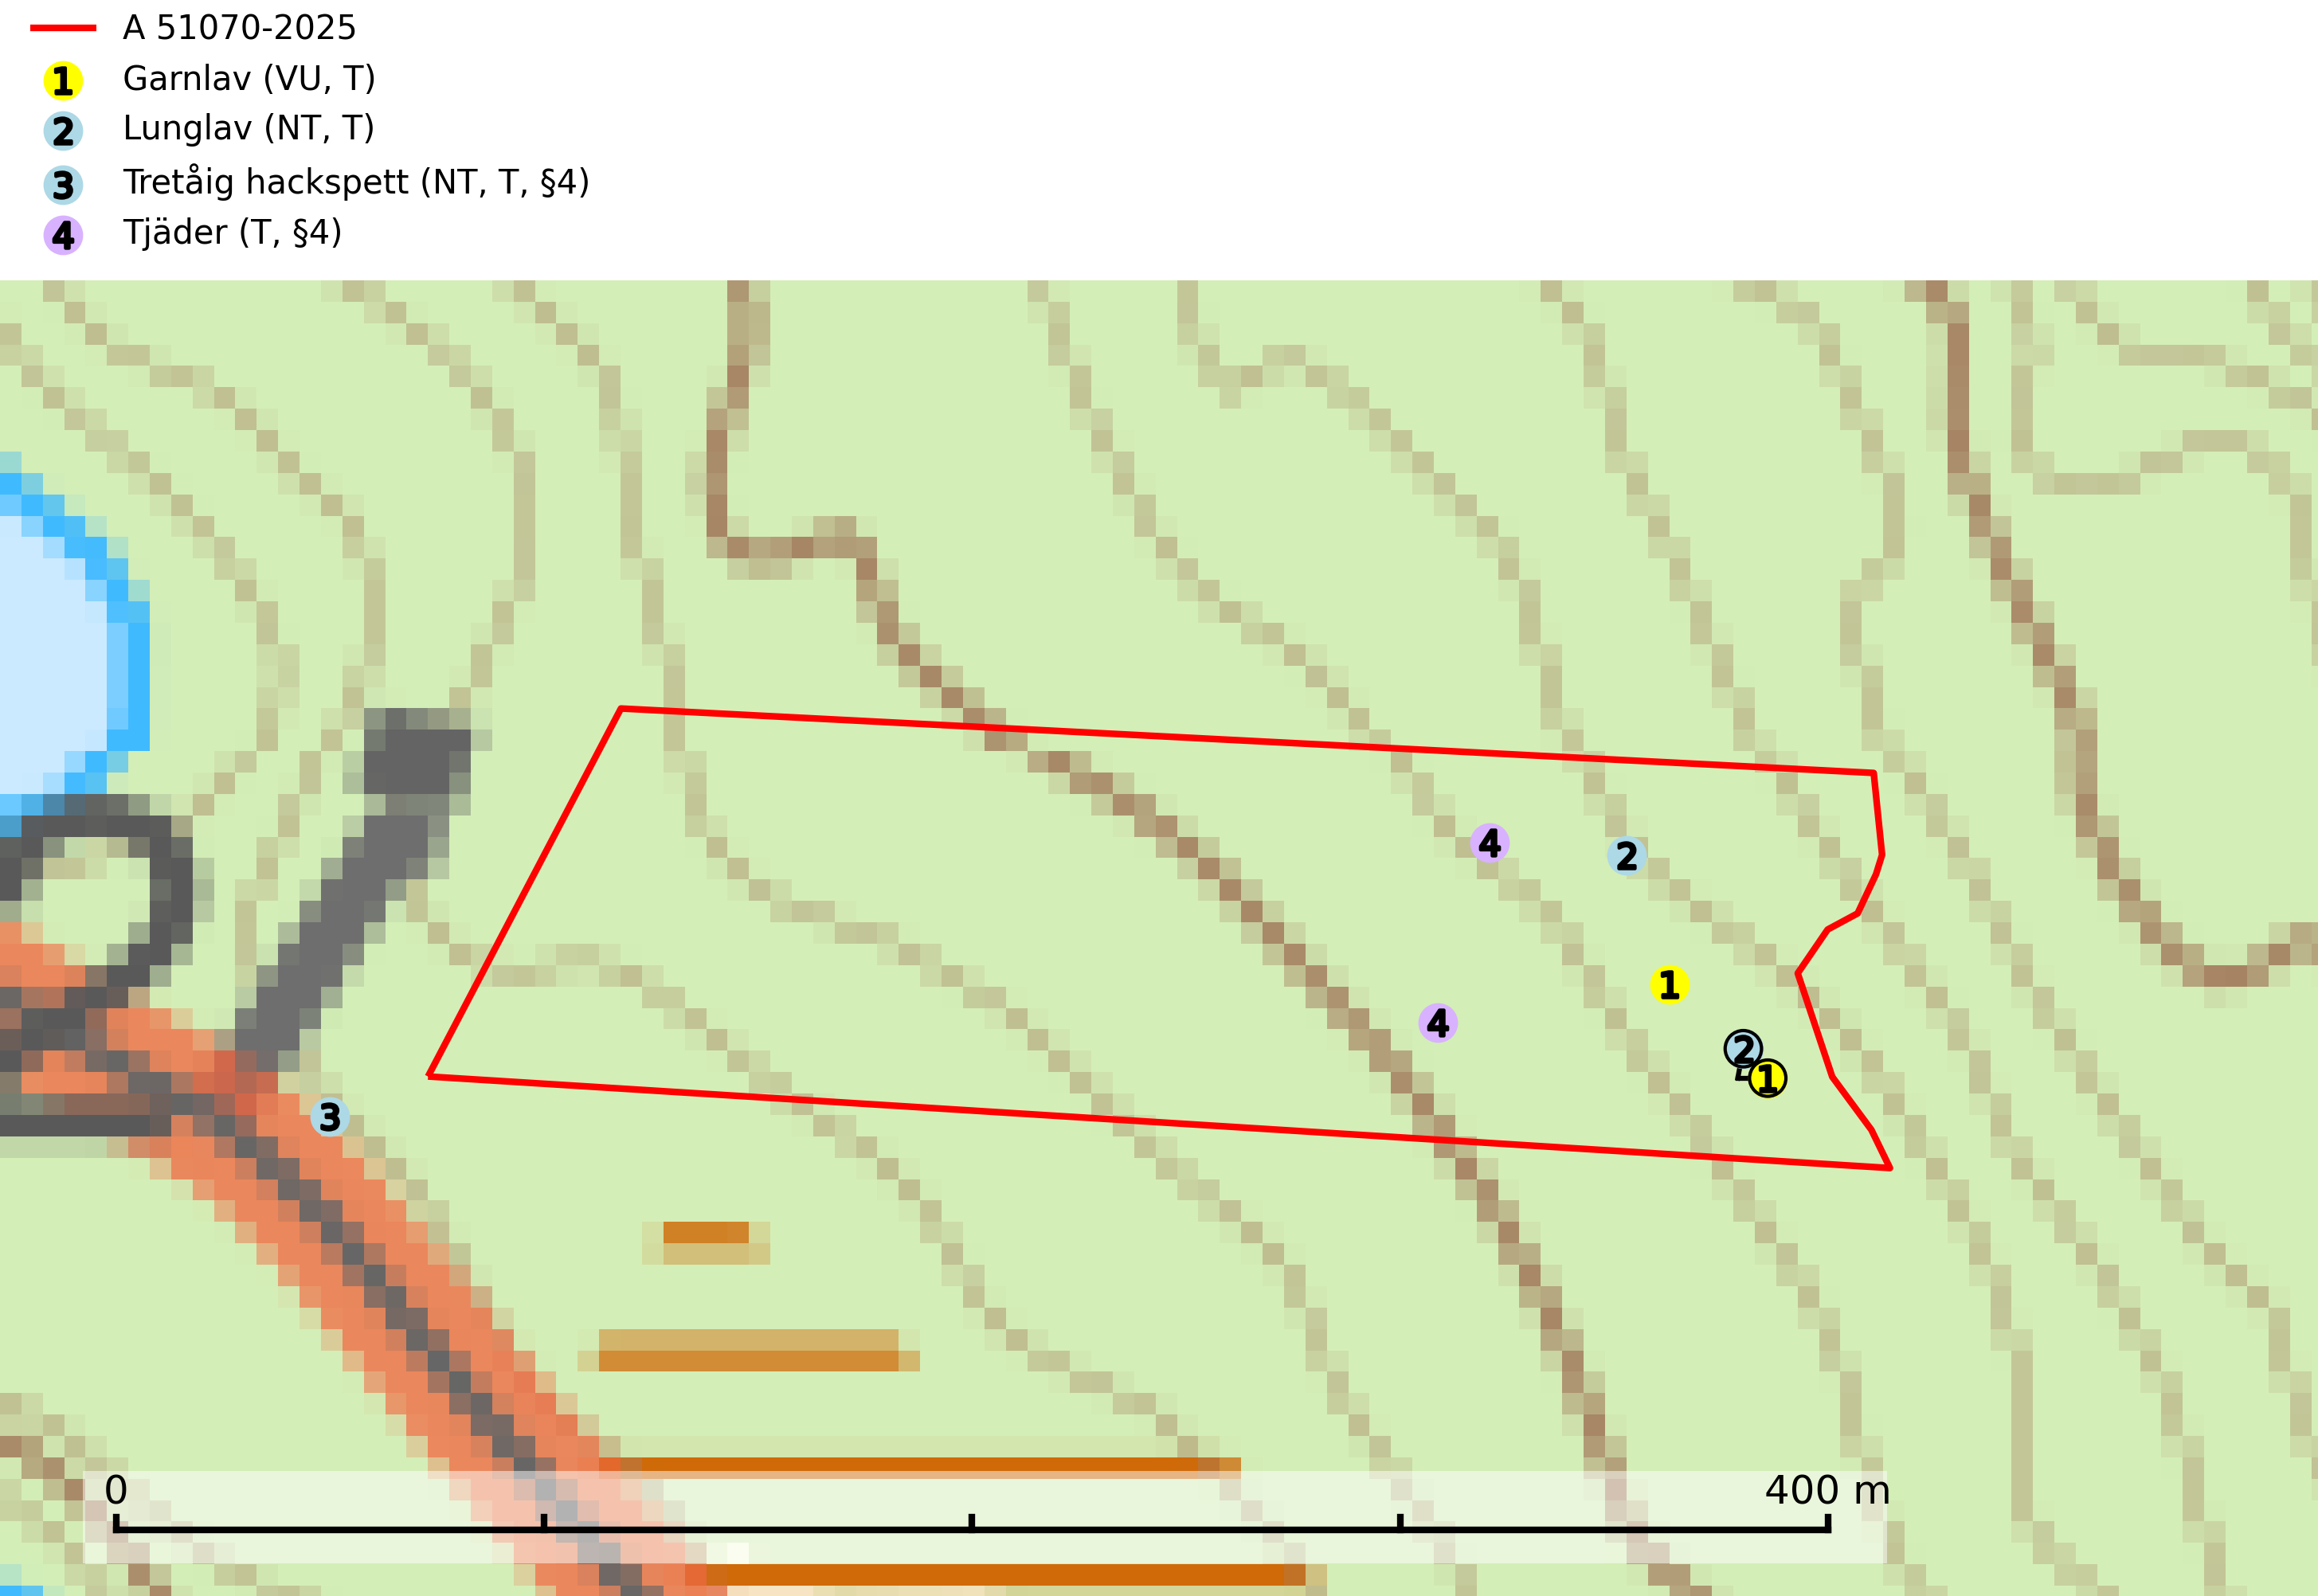 A 51070-2025
1 Garnlav (VU, T)
2 Lunglav (NT, T)
3 Tretåig hackspett (NT, T, §4)
4 Tjäder (T, §4)
4
2
1
4
2
1
3
0
400 m